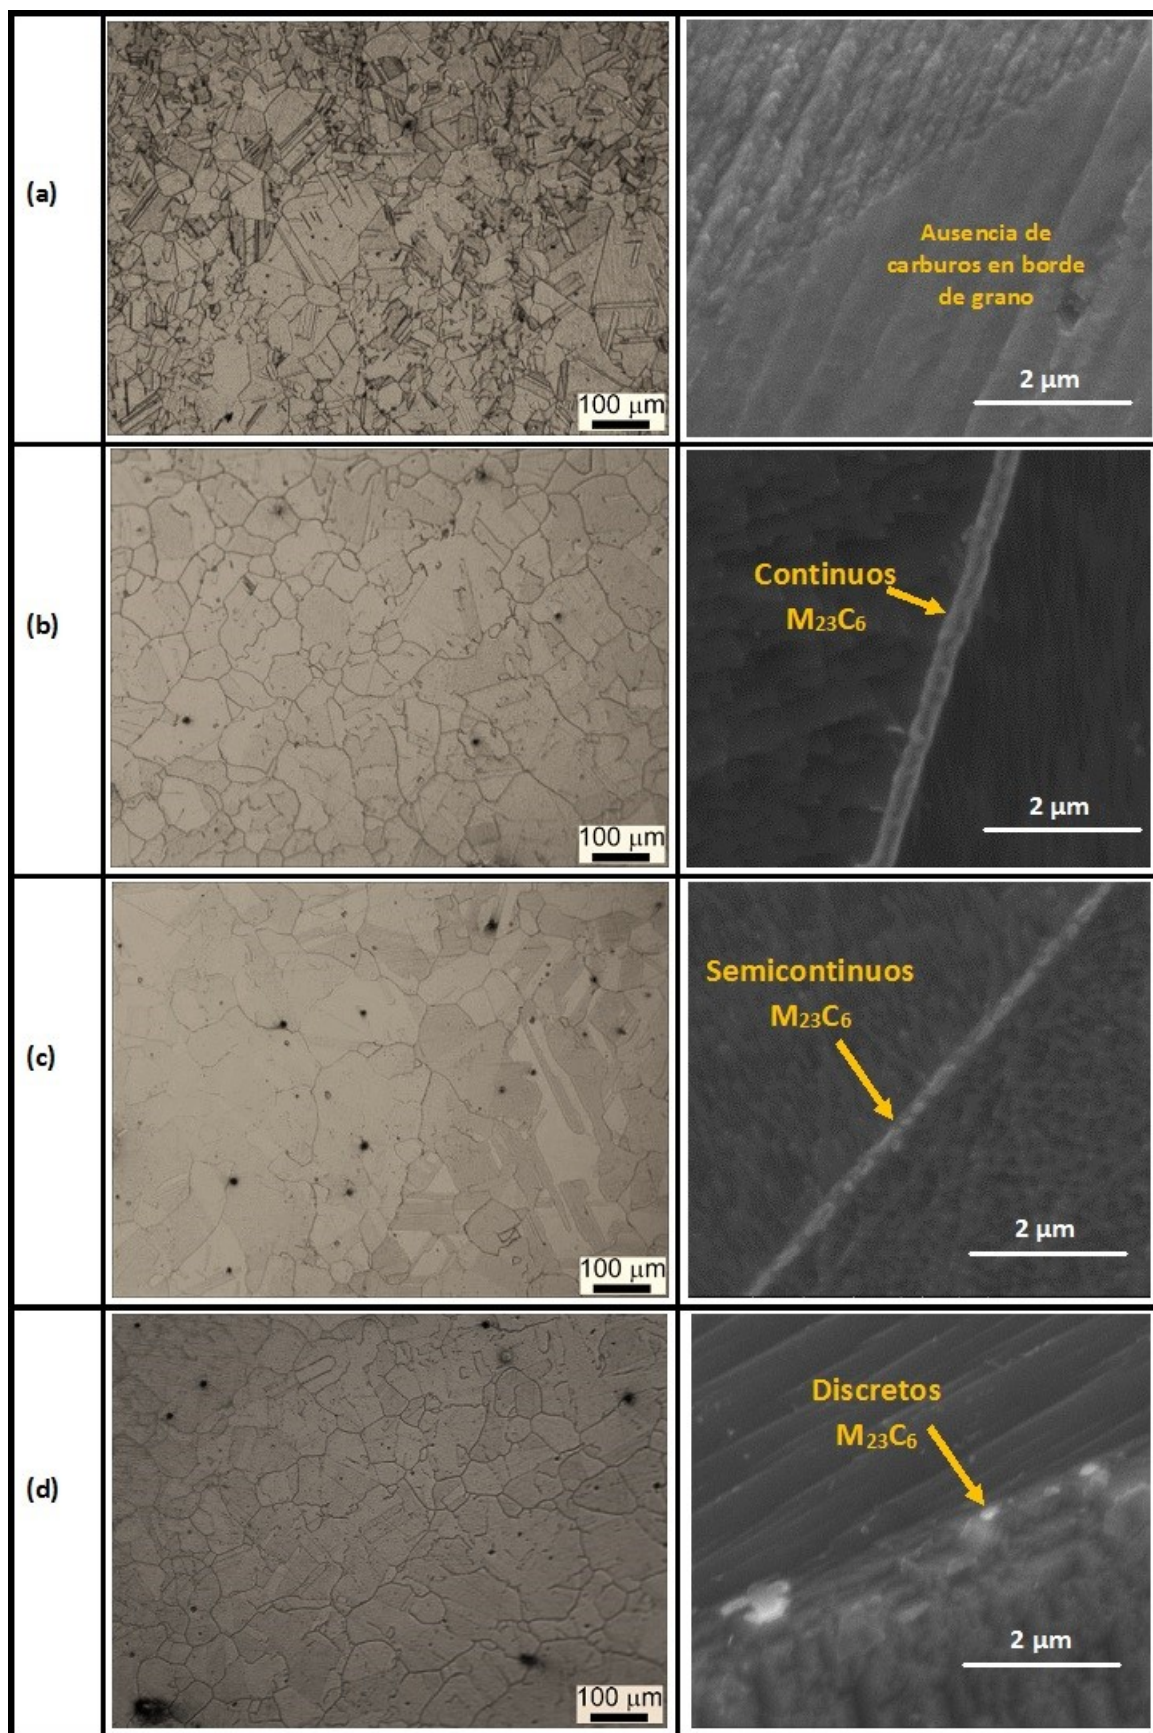 (a)
100 μm
Ausencia de
carburos en borde
de grano
2 μm
(b)
100 μm
Continuos
M₂₃C₆
2 μm
(c)
100 μm
Semicontinuos
M₂₃C₆
2 μm
(d)
100 μm
Discretos
M₂₃C₆
2 μm